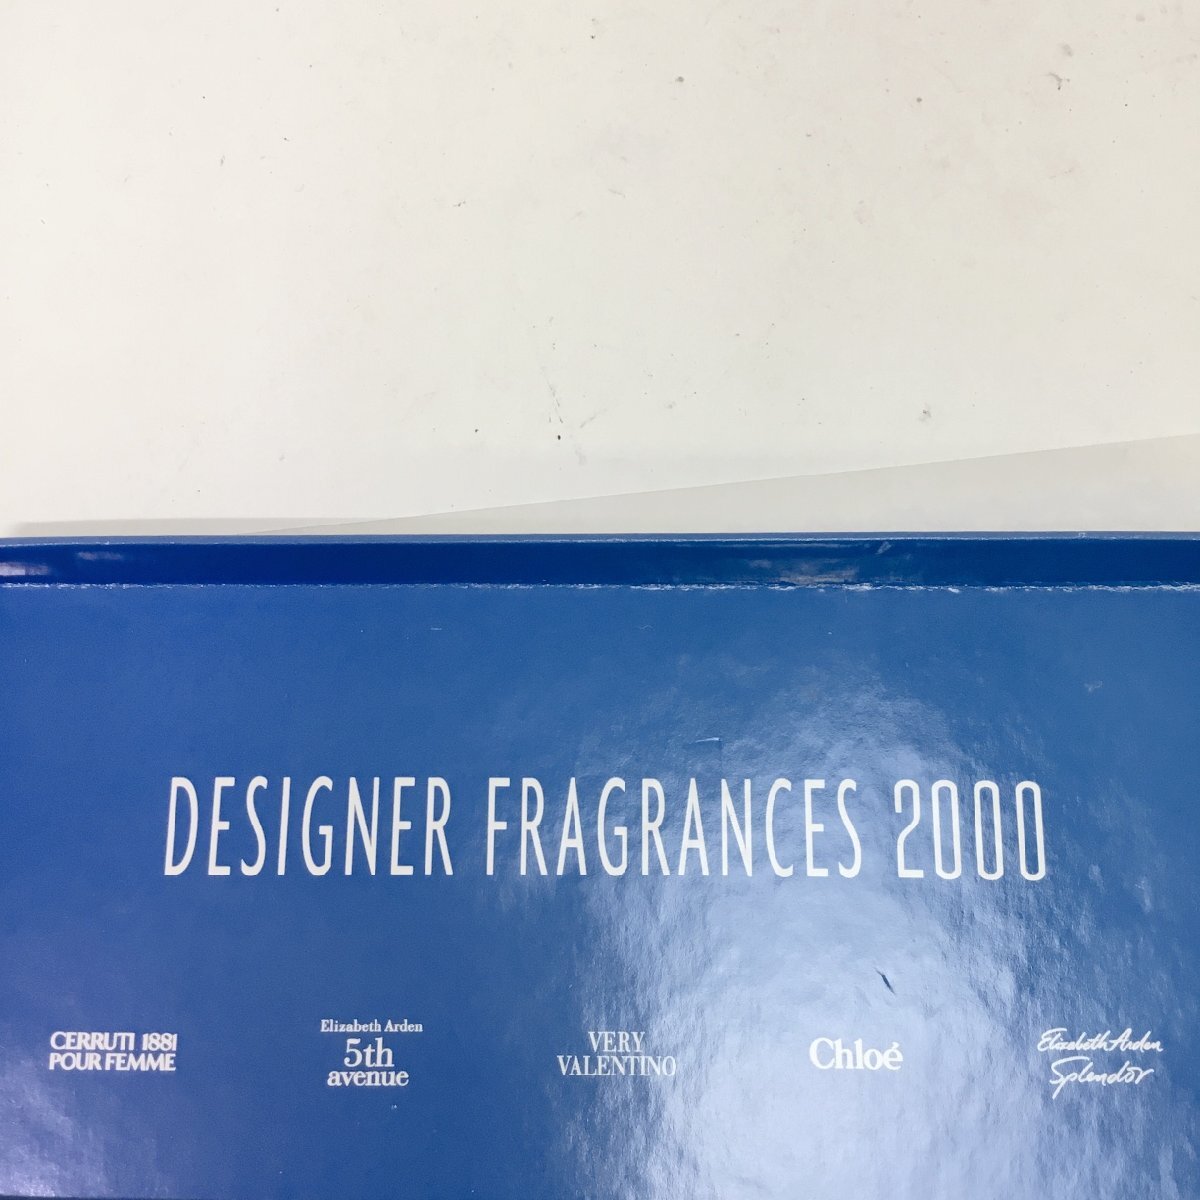 DESIGNER FRAGRANCES 2000
CERRUTI 1881
POUR FEMME
Elizabeth Arden
5th
avenue
VERY
VALENTINO
Chloé
Elizabeth Arden
Splendor